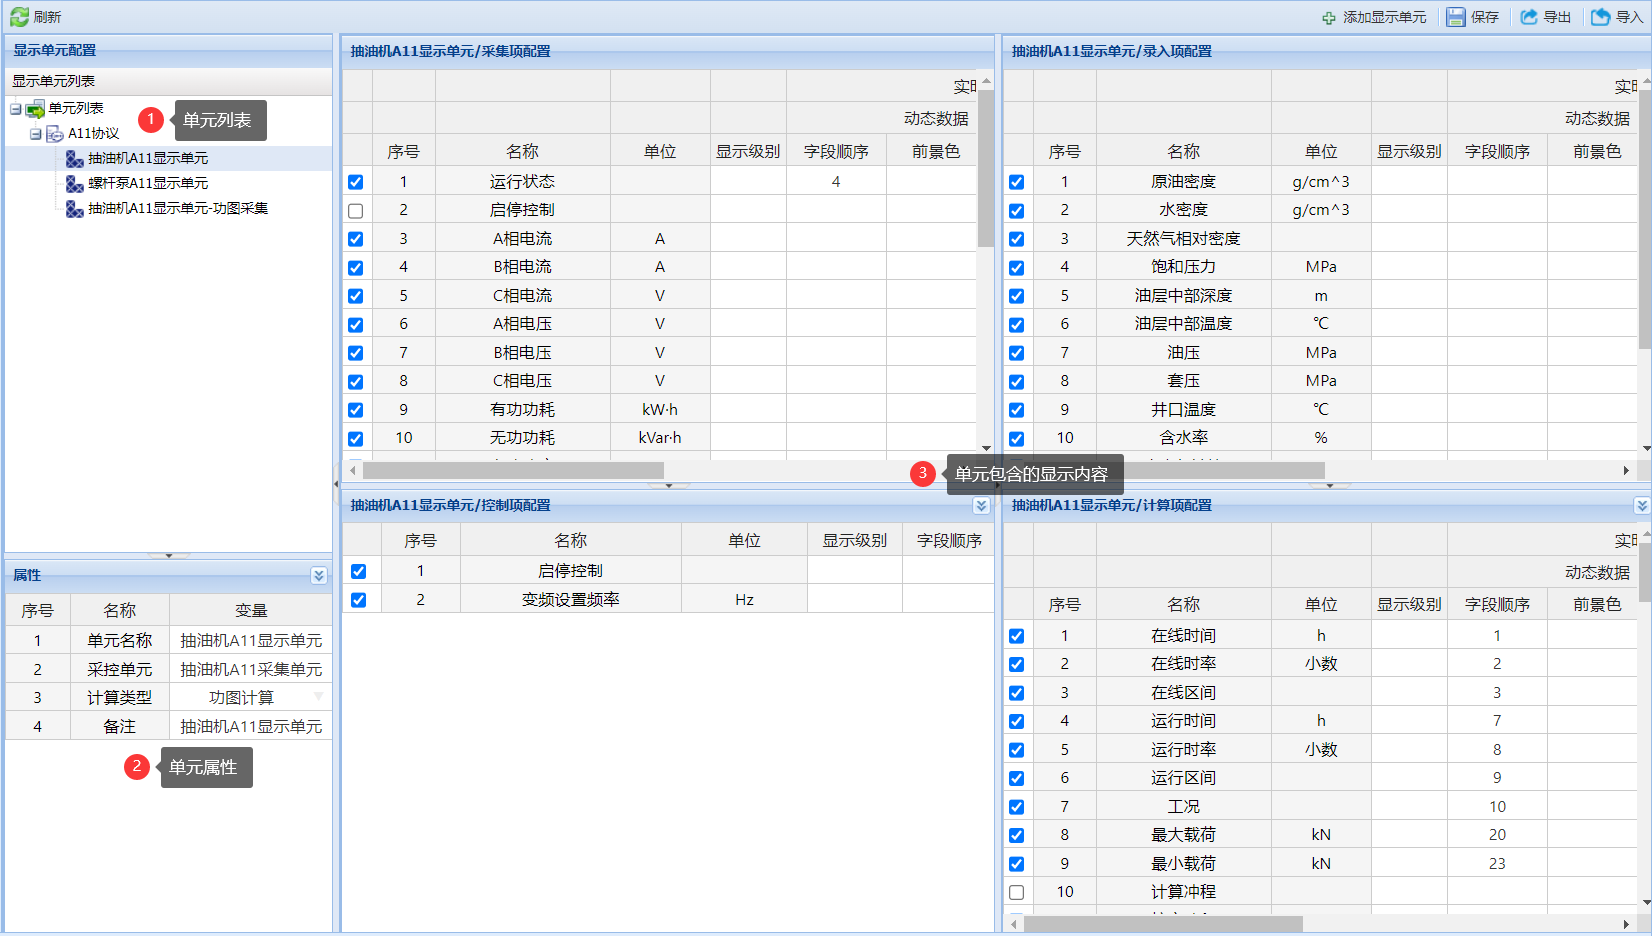 刷新
添加显示单元 保存 导出 导入
显示单元配置
显示单元列表
单元列表
A11协议
抽油机A11显示单元
螺杆泵A11显示单元
抽油机A11显示单元-功图采集
1 单元列表
属性
序号 名称 变量
1 单元名称 抽油机A11显示单元
2 采控单元 抽油机A11采集单元
3 计算类型 功图计算
4 备注 抽油机A11显示单元
2 单元属性
抽油机A11显示单元/采集项配置
动态数据
序号 名称 单位 显示级别 字段顺序 前景色
1 运行状态 4
2 启停控制
3 A相电流 A
4 B相电流 A
5 C相电流 V
6 A相电压 V
7 B相电压 V
8 C相电压 V
9 有功功耗 kW·h
10 无功功耗 kVar·h
抽油机A11显示单元/录入项配置
动态数据
序号 名称 单位 显示级别 字段顺序 前景色
1 原油密度 g/cm^3
2 水密度 g/cm^3
3 天然气相对密度
4 饱和压力 MPa
5 油层中部深度 m
6 油层中部温度 ℃
7 油压 MPa
8 套压 MPa
9 井口温度 ℃
10 含水率 %
3 单元包含的显示内容
抽油机A11显示单元/控制项配置
序号 名称 单位 显示级别 字段顺序
1 启停控制
2 变频设置频率 Hz
抽油机A11显示单元/计算项配置
动态数据
序号 名称 单位 显示级别 字段顺序 前景色
1 在线时间 h 1
2 在线时率 小数 2
3 在线区间 3
4 运行时间 h 7
5 运行时率 小数 8
6 运行区间 9
7 工况 10
8 最大载荷 kN 20
9 最小载荷 kN 23
10 计算冲程